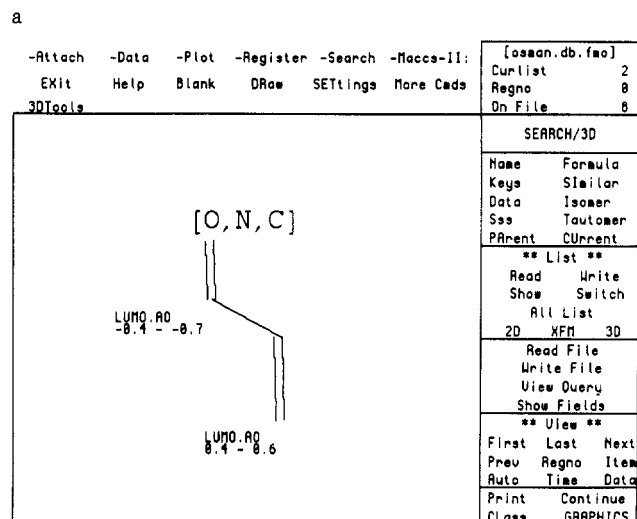 a
-Attach -Data -Plot -Register -Search -Maccs-II:
EXit Help Blank DRaw SETtings More Cmds
3DTools
[osman.db.fmo]
Curlist 2
Regno 0
On File 6
SEARCH/3D
Name Formula
Keys SImilar
Data Isomer
Sss Tautomer
PArent CUrrent
** List **
Read Write
Show Switch
All List
2D XFM 3D
Read File
Write File
View Query
Show Fields
** View **
First Last Next
Prev Regno Item
Auto Time Data
Print Continue
Class GRAPHICS
[O,N,C]
LUMO.AO
-0.4 - -0.7
LUMO.AO
0.4 - 0.6